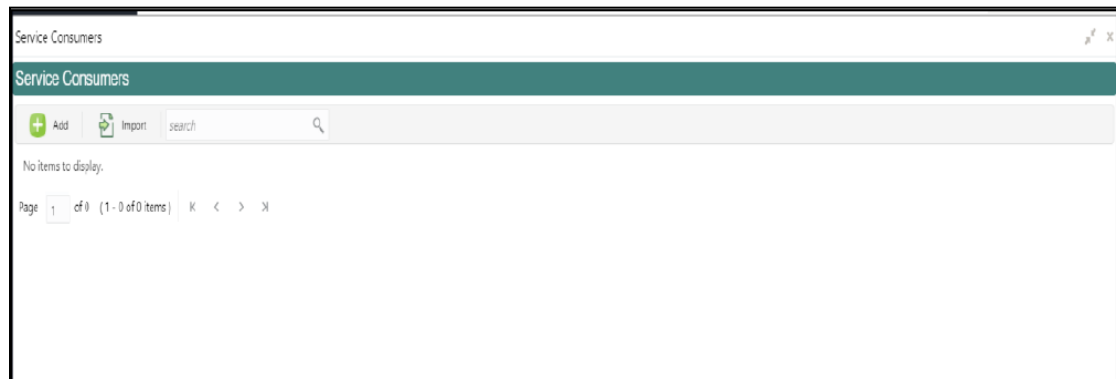 Service Consumers
Service Consumers
Add Import search
No items to display.
Page 1 of 0 (1 - 0 of 0 items)